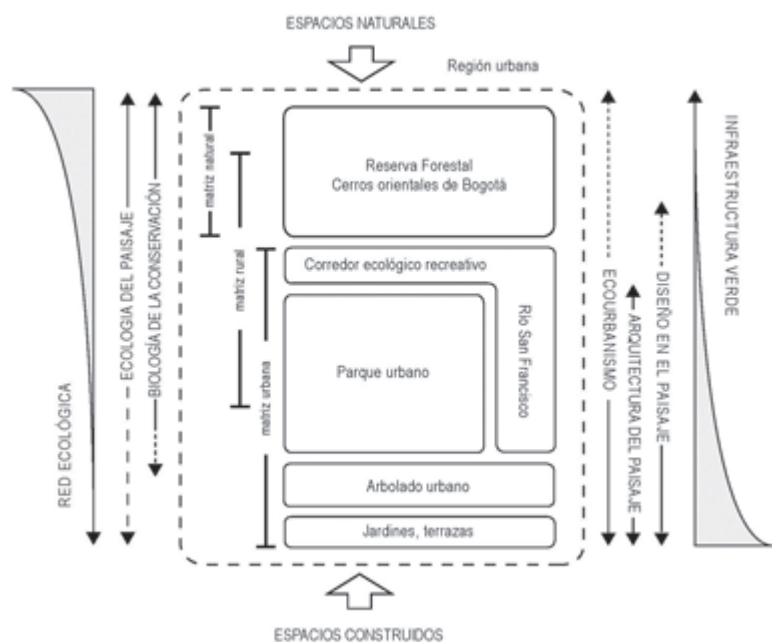 ESPACIOS NATURALES
Región urbana
RED ECOLÓGICA
ECOLOGÍA DEL PAISAJE
BIOLOGÍA DE LA CONSERVACIÓN
matriz natural
matriz rural
matriz urbana
Reserva Forestal
Cerros orientales de Bogotá
Corredor ecológico recreativo
Río San Francisco
Parque urbano
Arbolado urbano
Jardines, terrazas
ECOURBANISMO
ARQUITECTURA DEL PAISAJE
DISEÑO EN EL PAISAJE
INFRAESTRUCTURA VERDE
ESPACIOS CONSTRUIDOS